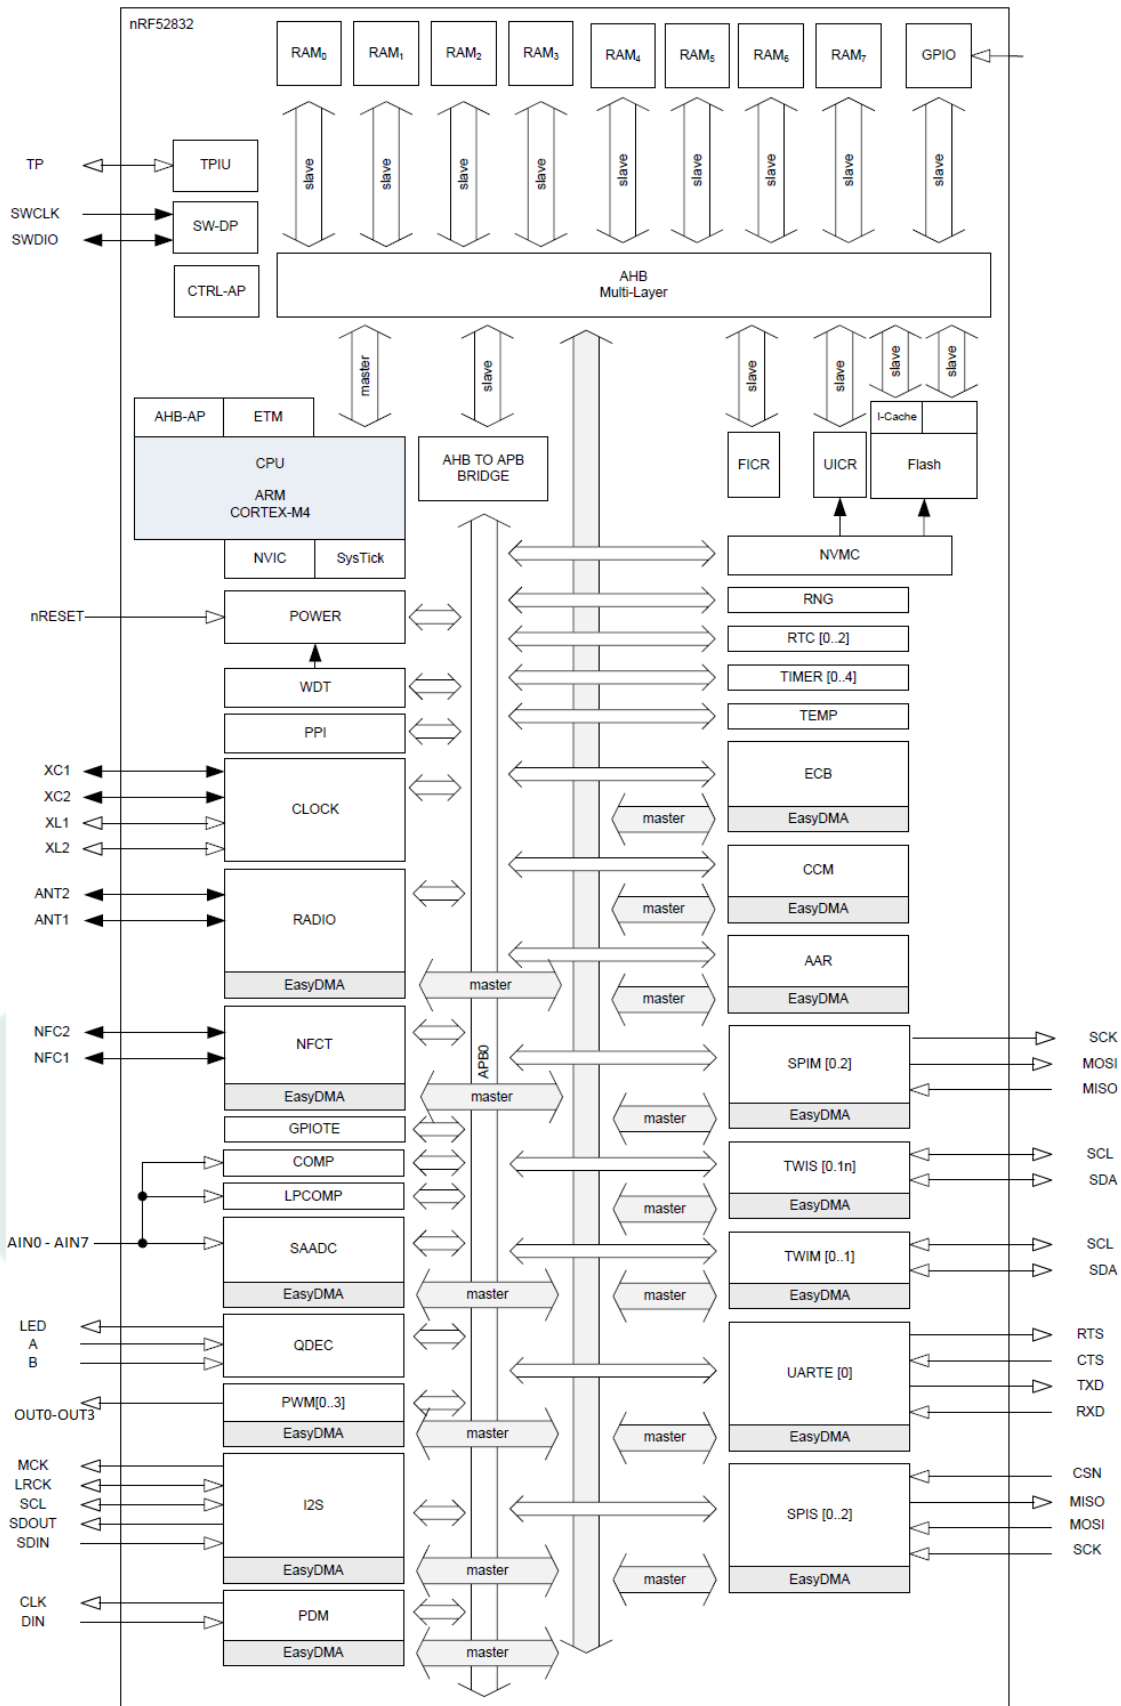 nRF52832
RAM0
RAM1
RAM2
RAM3
RAM4
RAM5
RAM6
RAM7
GPIO
slave
slave
slave
slave
slave
slave
slave
slave
slave
TP
TPIU
SWCLK
SWDIO
SW-DP
CTRL-AP
AHB
Multi-Layer
master
slave
slave
slave
slave
slave
AHB-AP
ETM
CPU
ARM
CORTEX-M4
NVIC
SysTick
AHB TO APB
BRIDGE
FICR
UICR
I-Cache
Flash
NVMC
nRESET
POWER
RNG
RTC [0..2]
WDT
TIMER [0..4]
PPI
TEMP
XC1
XC2
XL1
XL2
CLOCK
ECB
master
EasyDMA
ANT2
ANT1
RADIO
EasyDMA
master
CCM
master
EasyDMA
AAR
master
EasyDMA
NFC2
NFC1
NFCT
EasyDMA
master
APB0
SPIM [0.2]
master
EasyDMA
SCK
MOSI
MISO
GPIOTE
COMP
LPCOMP
AIN0 - AIN7
SAADC
EasyDMA
master
TWIS [0.1n]
master
EasyDMA
SCL
SDA
TWIM [0..1]
master
EasyDMA
SCL
SDA
LED
A
B
QDEC
UARTE [0]
master
EasyDMA
RTS
CTS
TXD
RXD
OUT0-OUT3
PWM[0..3]
EasyDMA
master
MCK
LRCK
SCL
SDOUT
SDIN
I2S
EasyDMA
master
SPIS [0..2]
master
EasyDMA
CSN
MISO
MOSI
SCK
CLK
DIN
PDM
EasyDMA
master